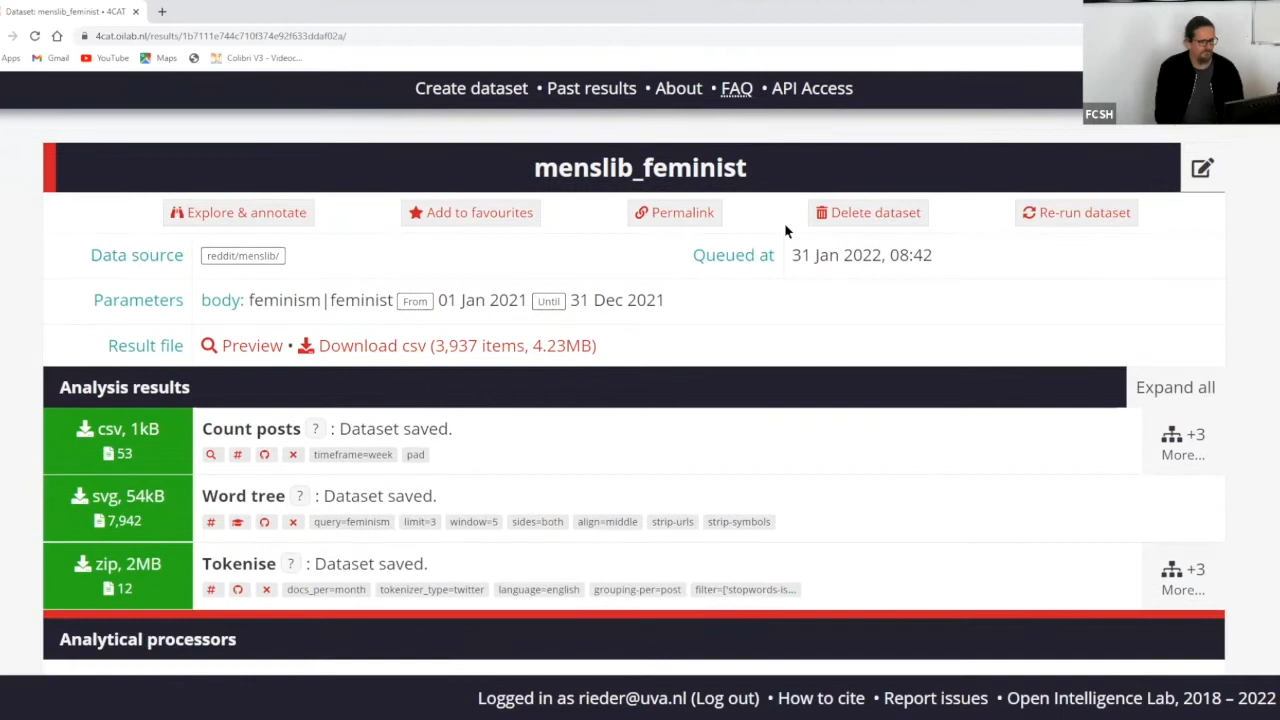 Dataset: menslib_feminist • 4CAT
4cat.oilab.nl/results/1b7111e744c710f374e92f633ddaf02a/
Apps Gmail YouTube Maps Colibri V3 - Videoc...
Create dataset • Past results • About • FAQ • API Access
FCSH
menslib_feminist
Explore & annotate Add to favourites Permalink Delete dataset Re-run dataset
Data source reddit/menslib/ Queued at 31 Jan 2022, 08:42
Parameters body: feminism|feminist From 01 Jan 2021 Until 31 Dec 2021
Result file Preview • Download csv (3,937 items, 4.23MB)
Analysis results Expand all
csv, 1kB Count posts ? : Dataset saved. +3
53 # timeframe=week pad More...
svg, 54kB Word tree ? : Dataset saved.
7,942 # query=feminism limit=3 window=5 sides=both align=middle strip-urls strip-symbols
zip, 2MB Tokenise ? : Dataset saved. +3
12 # docs_per=month tokenizer_type=twitter language=english grouping-per=post filter=['stopwords-is... More...
Analytical processors
Logged in as rieder@uva.nl (Log out) • How to cite • Report issues • Open Intelligence Lab, 2018 – 2022